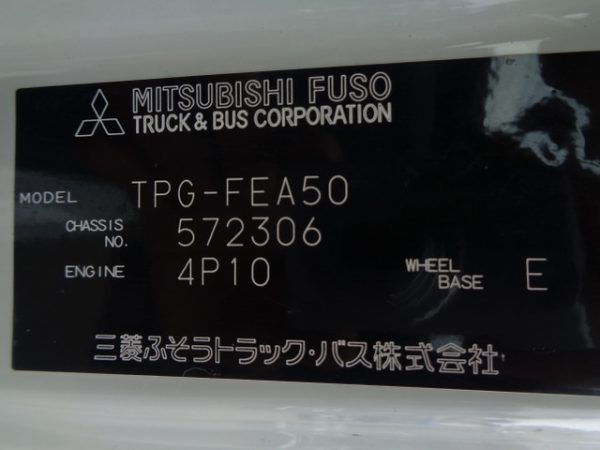 MITSUBISHI FUSO
TRUCK & BUS CORPORATION
MODEL TPG-FEA50
CHASSIS NO. 572306
ENGINE 4P10 WHEEL BASE E
三菱ふそうトラック・バス株式会社